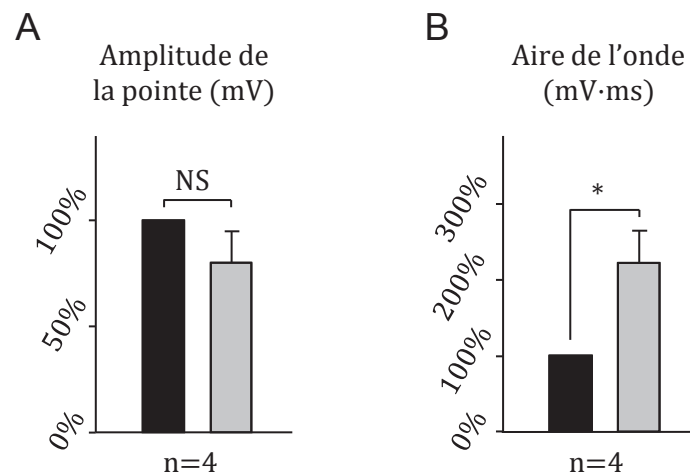 A
Amplitude de
la pointe (mV)
NS
100%
50%
0%
n=4
B
Aire de l’onde
(mV·ms)
*
300%
200%
100%
0%
n=4